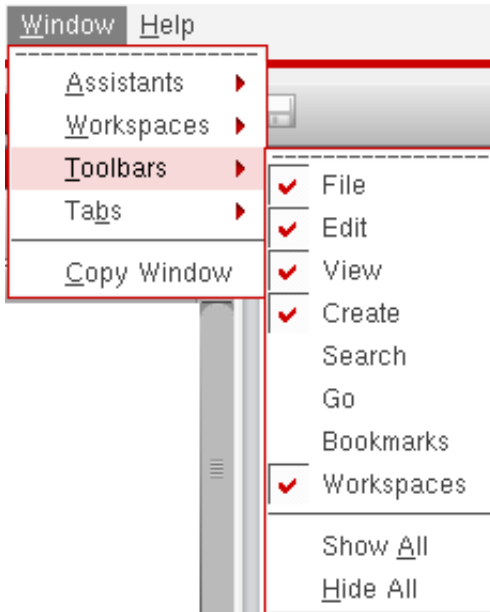 Window Help
Assistants
Workspaces
Toolbars
Tabs
Copy Window
File
Edit
View
Create
Search
Go
Bookmarks
Workspaces
Show All
Hide All